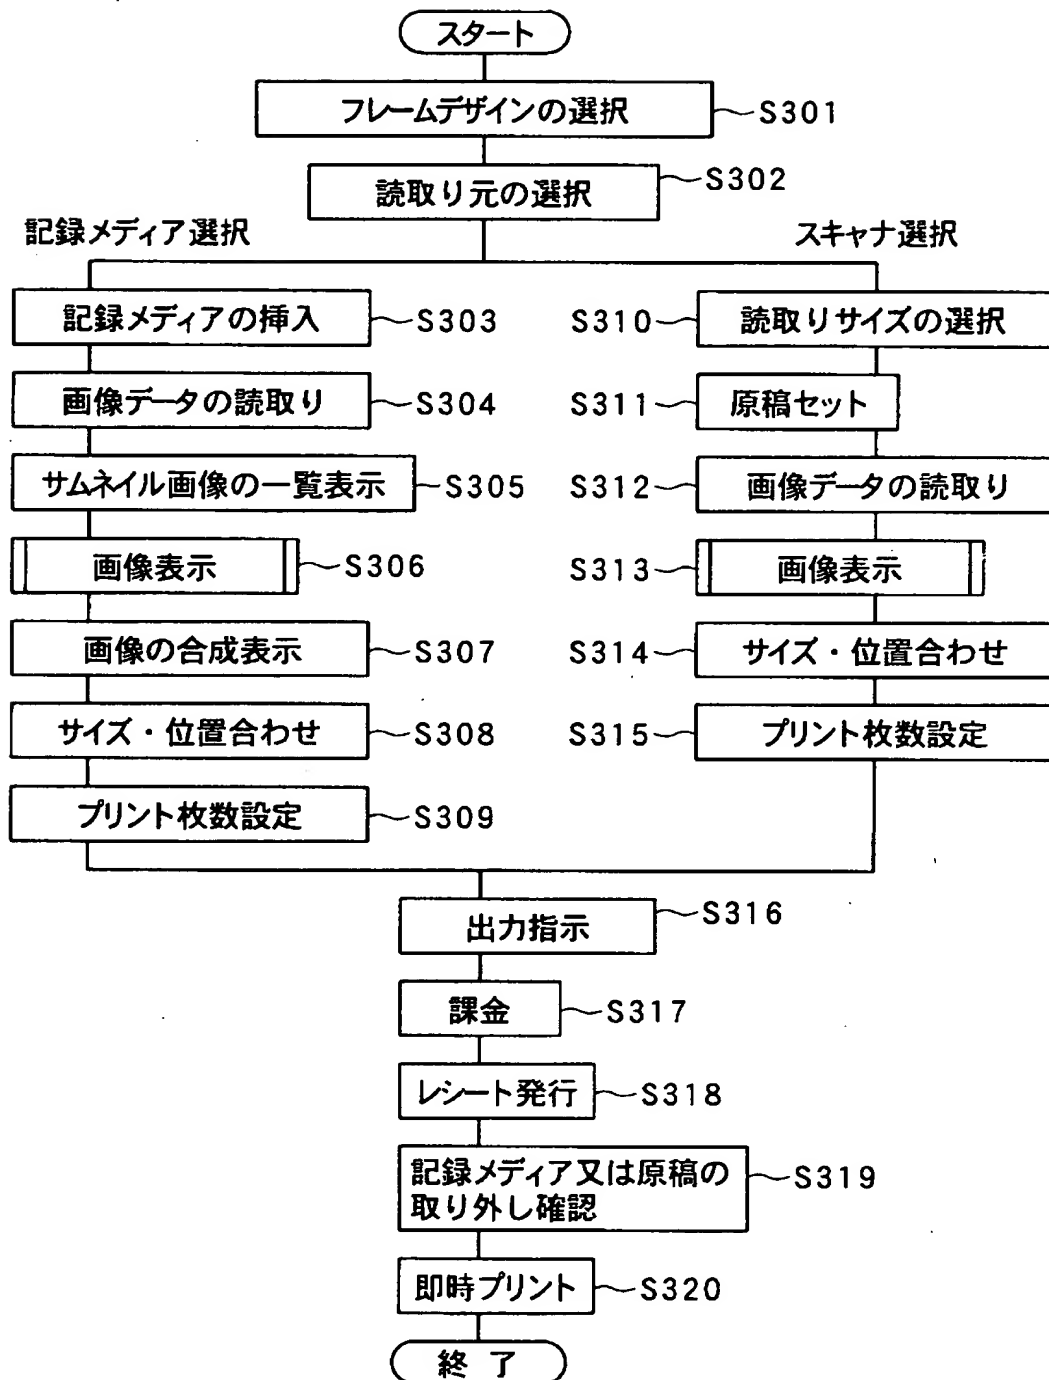 スタート
フレームデザインの選択
S301
読取り元の選択
S302
記録メディア選択
スキャナ選択
記録メディアの挿入
S303
S310
読取りサイズの選択
画像データの読取り
S304
S311
原稿セット
サムネイル画像の一覧表示
S305
S312
画像データの読取り
画像表示
S306
S313
画像表示
画像の合成表示
S307
S314
サイズ・位置合わせ
サイズ・位置合わせ
S308
S315
プリント枚数設定
プリント枚数設定
S309
出力指示
S316
課金
S317
レシート発行
S318
記録メディア又は原稿の
取り外し確認
S319
即時プリント
S320
終 了